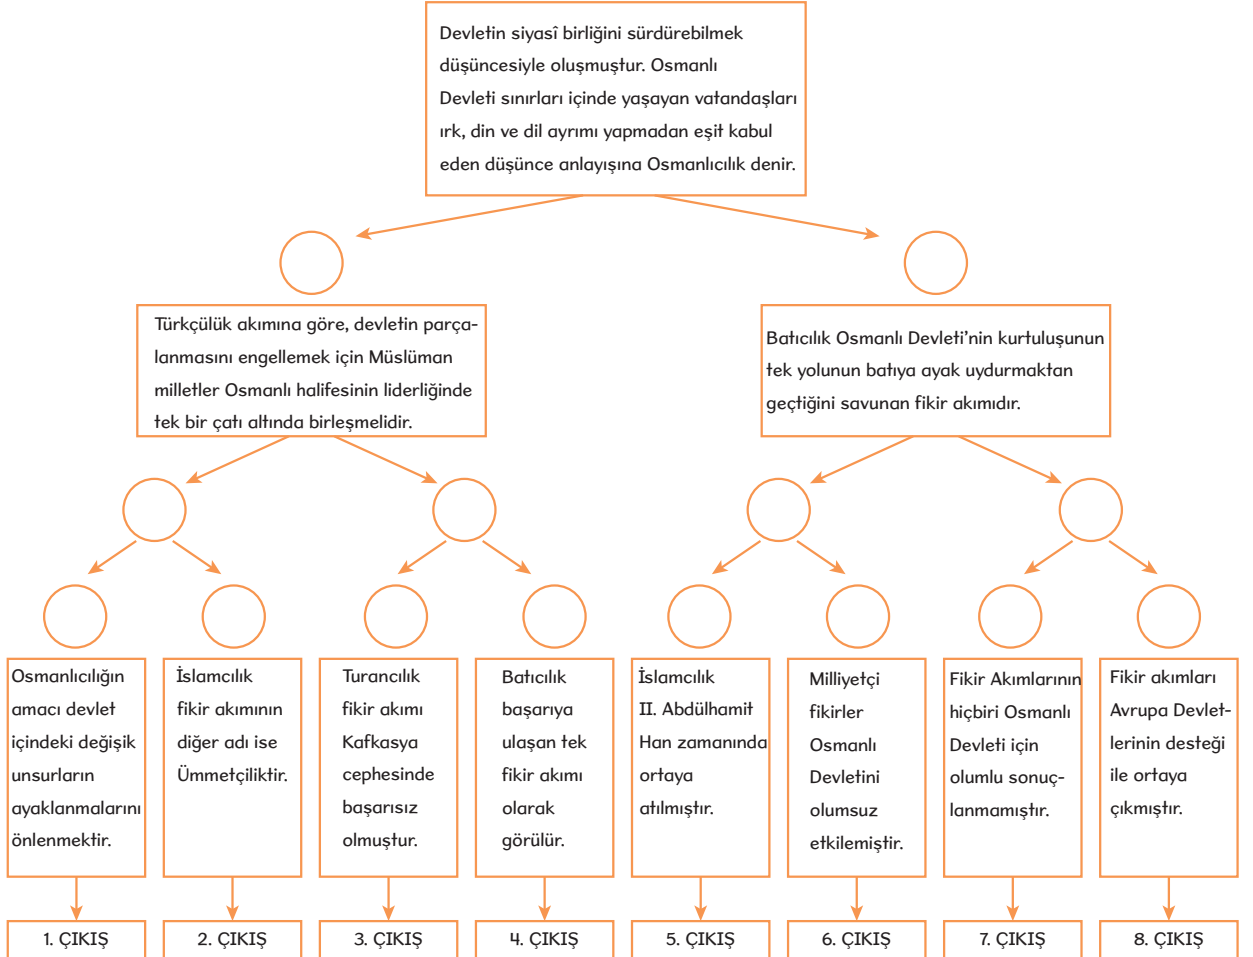 Devletin siyasî birliğini sürdürebilmek
düşüncesiyle oluşmuştur. Osmanlı
Devleti sınırları içinde yaşayan vatandaşları
ırk, din ve dil ayrımı yapmadan eşit kabul
eden düşünce anlayışına Osmanlıcılık denir.
Türkçülük akımına göre, devletin parça-
lanmasını engellemek için Müslüman
milletler Osmanlı halifesinin liderliğinde
tek bir çatı altında birleşmelidir.
Batıcılık Osmanlı Devleti'nin kurtuluşunun
tek yolunun batıya ayak uydurmaktan
geçtiğini savunan fikir akımıdır.
Osmanlıcılığın
amacı devlet
içindeki değişik
unsurların
ayaklanmalarını
önlenmektir.
İslamcılık
fikir akımının
diğer adı ise
Ümmetçiliktir.
Turancılık
fikir akımı
Kafkasya
cephesinde
başarısız
olmuştur.
Batıcılık
başarıya
ulaşan tek
fikir akımı
olarak
görülür.
İslamcılık
II. Abdülhamit
Han zamanında
ortaya
atılmıştır.
Milliyetçi
fikirler
Osmanlı
Devletini
olumsuz
etkilemiştir.
Fikir Akımlarının
hiçbiri Osmanlı
Devleti için
olumlu sonuç-
lanmamıştır.
Fikir akımları
Avrupa Devlet-
lerinin desteği
ile ortaya
çıkmıştır.
1. ÇIKIŞ
2. ÇIKIŞ
3. ÇIKIŞ
4. ÇIKIŞ
5. ÇIKIŞ
6. ÇIKIŞ
7. ÇIKIŞ
8. ÇIKIŞ